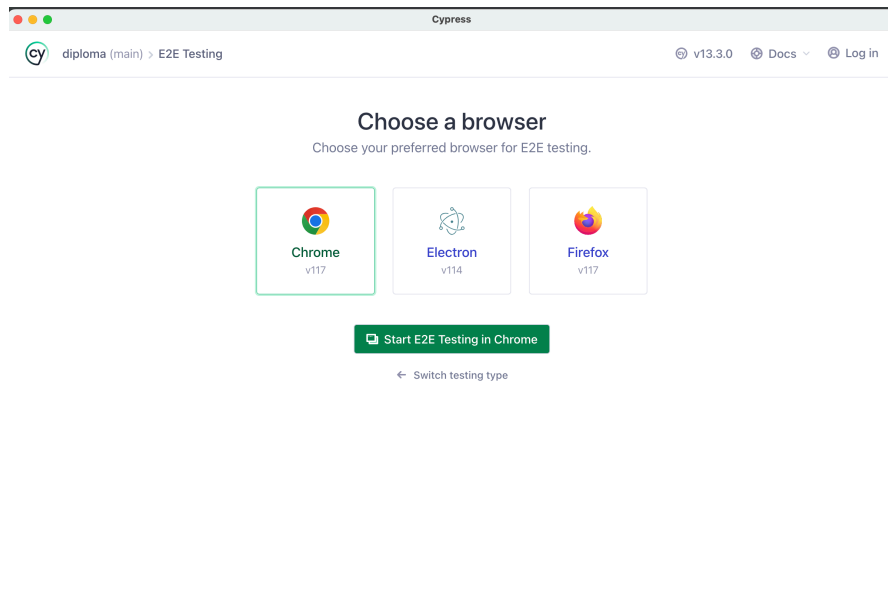 Cypress
cy diploma (main) > E2E Testing
v13.3.0 Docs Log in
Choose a browser
Choose your preferred browser for E2E testing.
Chrome
v117
Electron
v114
Firefox
v117
Start E2E Testing in Chrome
← Switch testing type